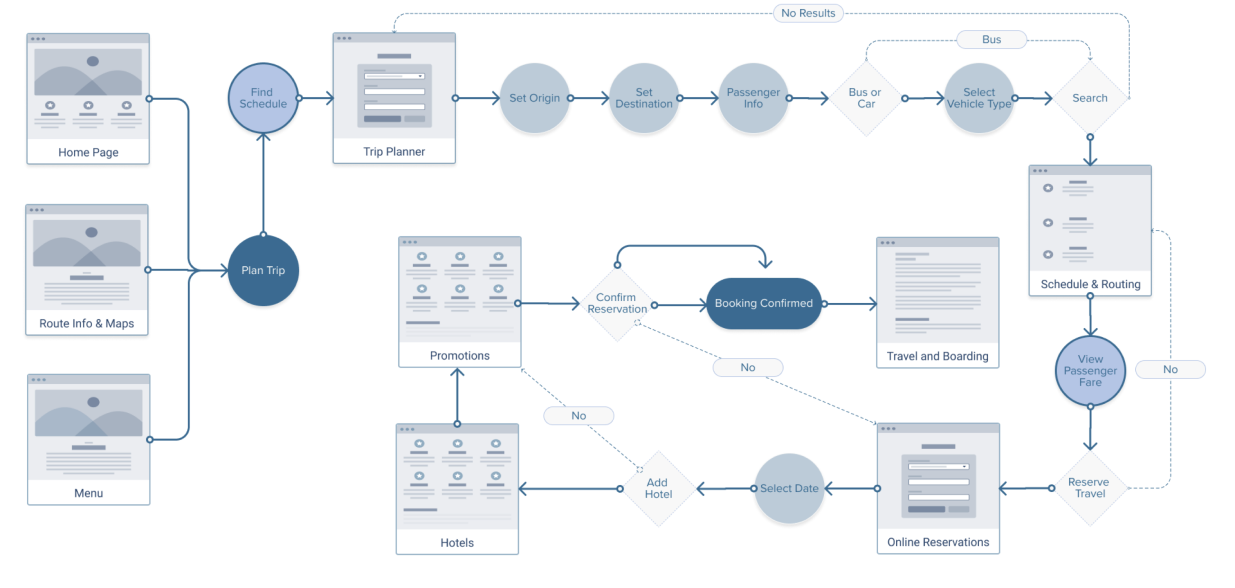 No Results
Bus
Home Page
Find
Schedule
Trip Planner
Set Origin
Set
Destination
Passenger
Info
Bus or
Car
Select
Vehicle Type
Search
Route Info & Maps
Plan Trip
Promotions
Confirm
Reservation
Booking Confirmed
Travel and Boarding
Schedule & Routing
View
Passenger
Fare
No
No
No
Menu
Hotels
Add
Hotel
Select Date
Online Reservations
Reserve
Travel